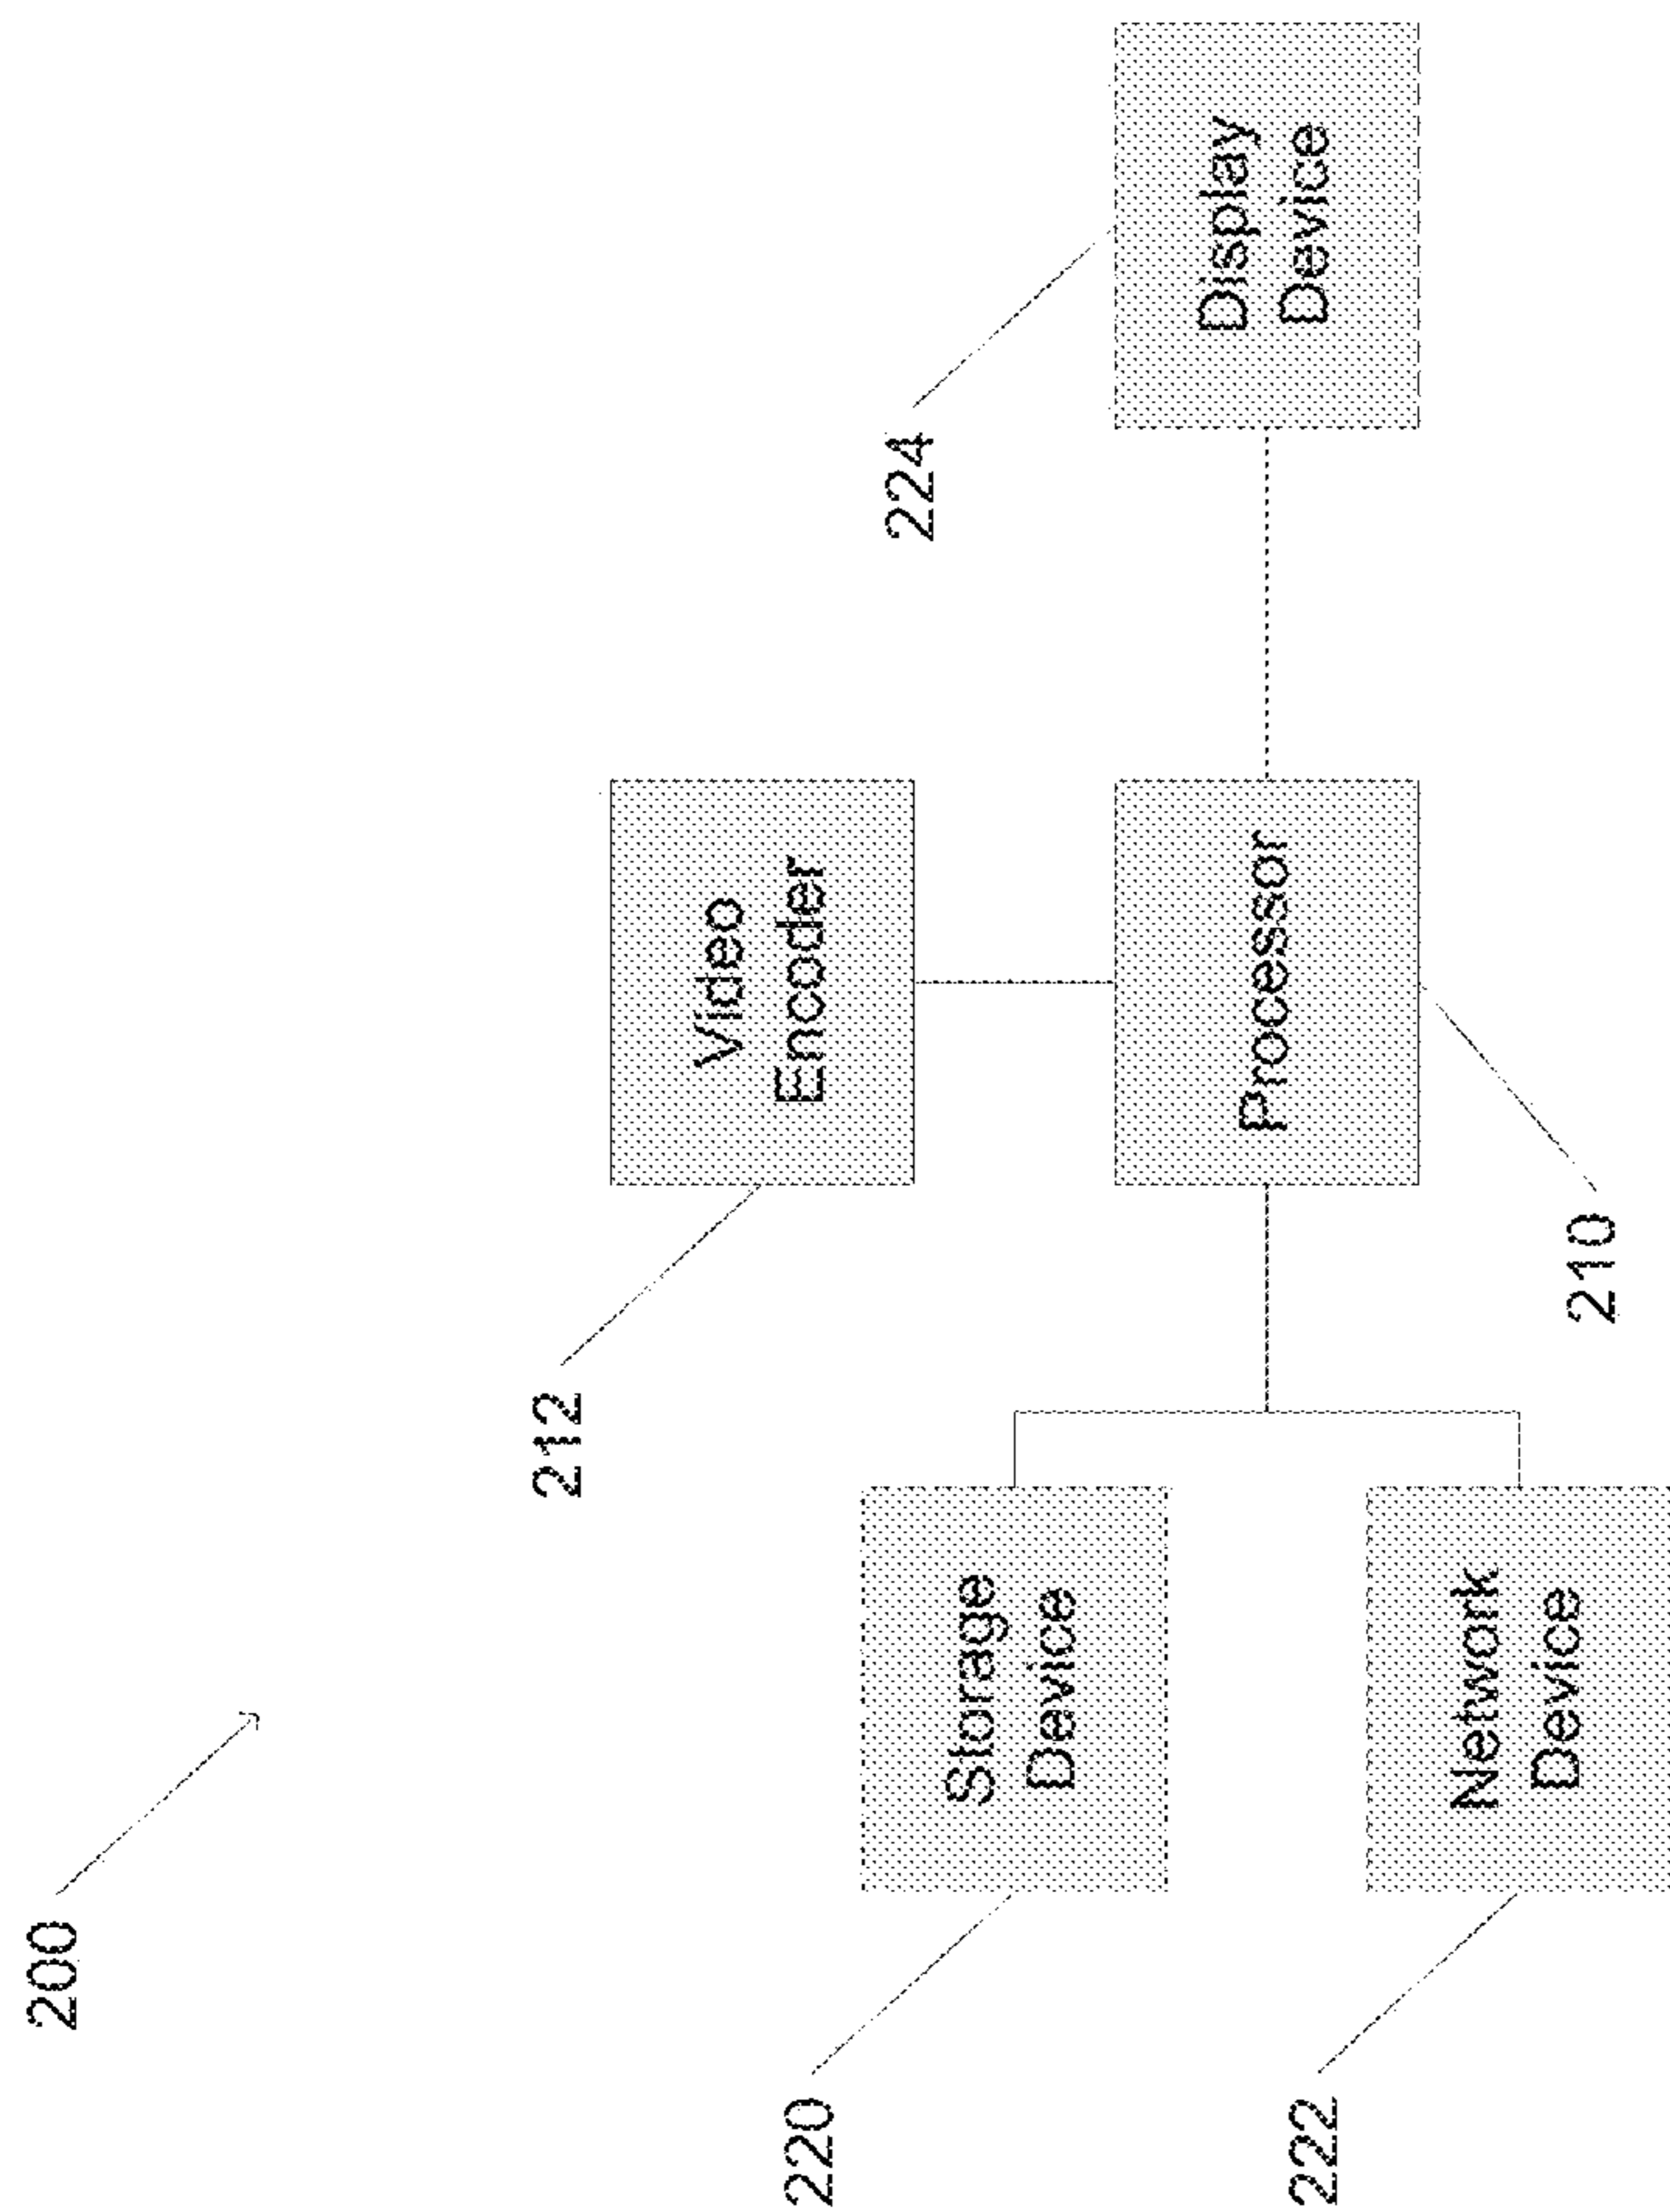 200
212
Video
Encoder
224
220
Storage
Device
Processor
Display
Device
222
Network
Device
210